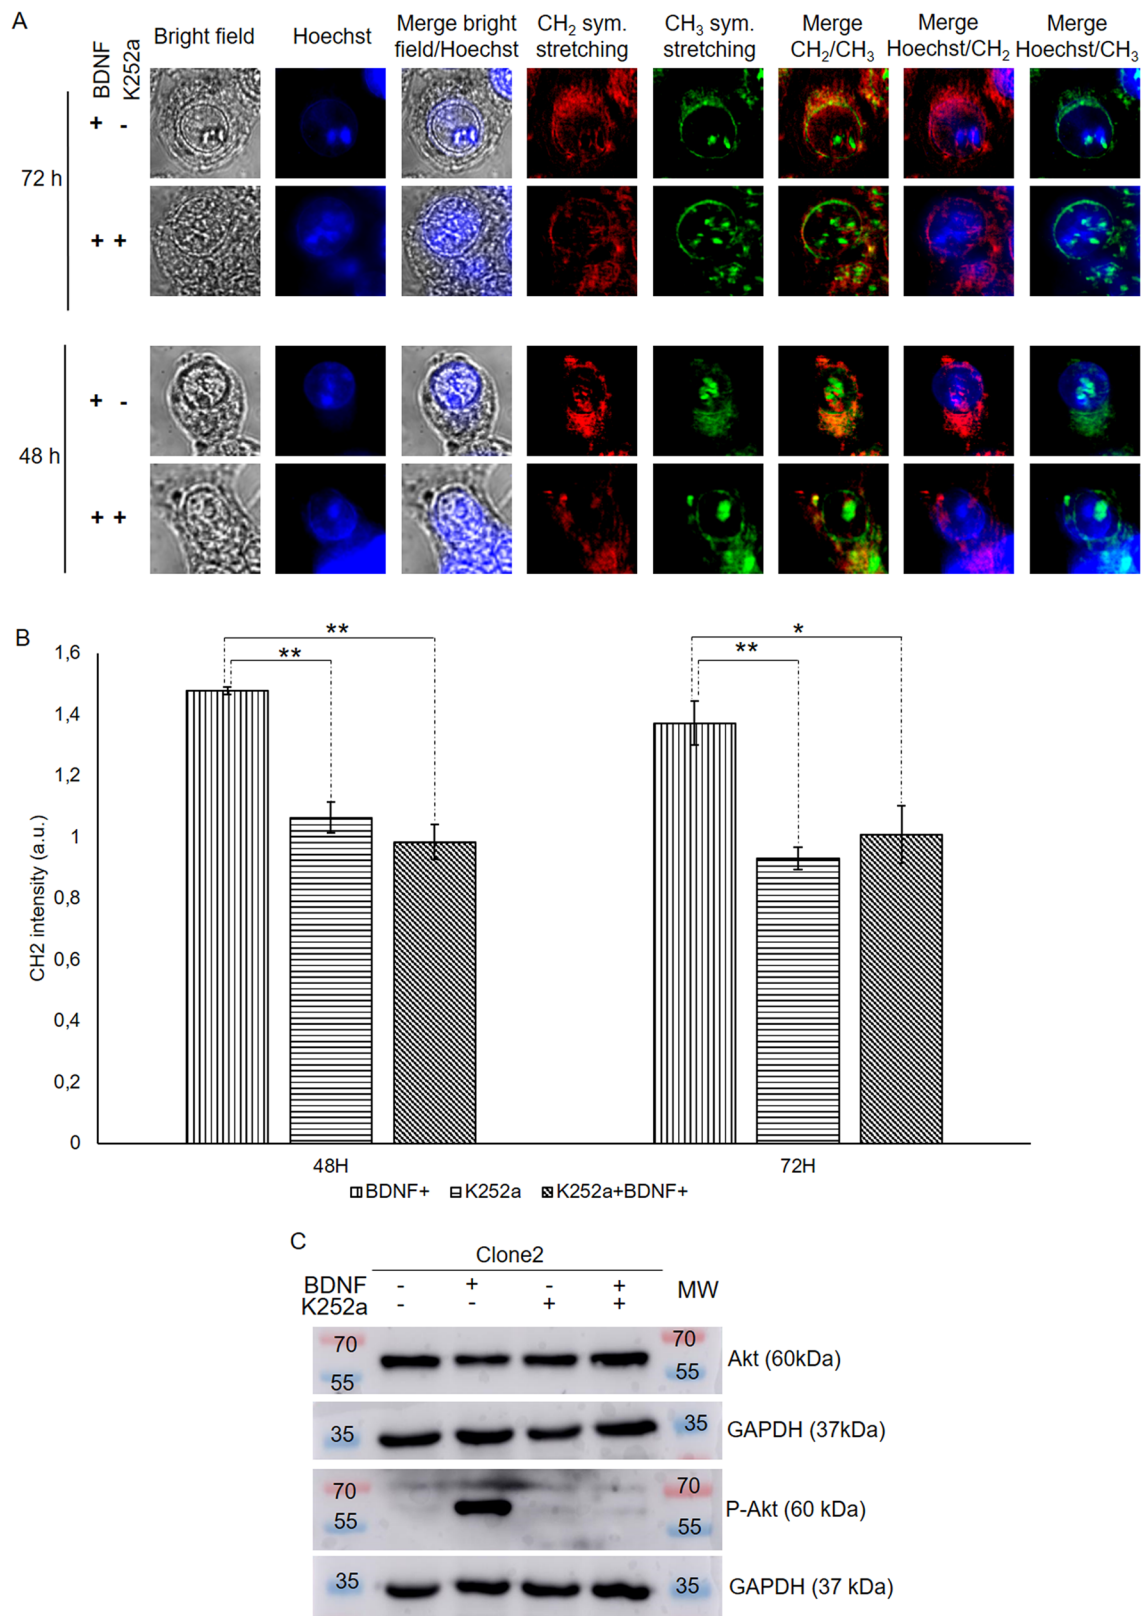 A
BDNF
K252a
Bright field
Hoechst
Merge bright
field/Hoechst
CH₂ sym.
stretching
CH₃ sym.
stretching
Merge
CH₂/CH₃
Merge
Hoechst/CH₂
Merge
Hoechst/CH₃
72 h
+ -
+ +
48 h
+ -
+ +
B
CH2 intensity (a.u.)
1,6
1,4
1,2
1
0,8
0,6
0,4
0,2
0
** **
** *
48H 72H
BDNF+ K252a K252a+BDNF+
C
Clone2
BDNF - + - + MW
K252a - - + +
70 70
55 55 Akt (60kDa)
35 35 GAPDH (37kDa)
70 70
55 55 P-Akt (60 kDa)
35 35 GAPDH (37 kDa)